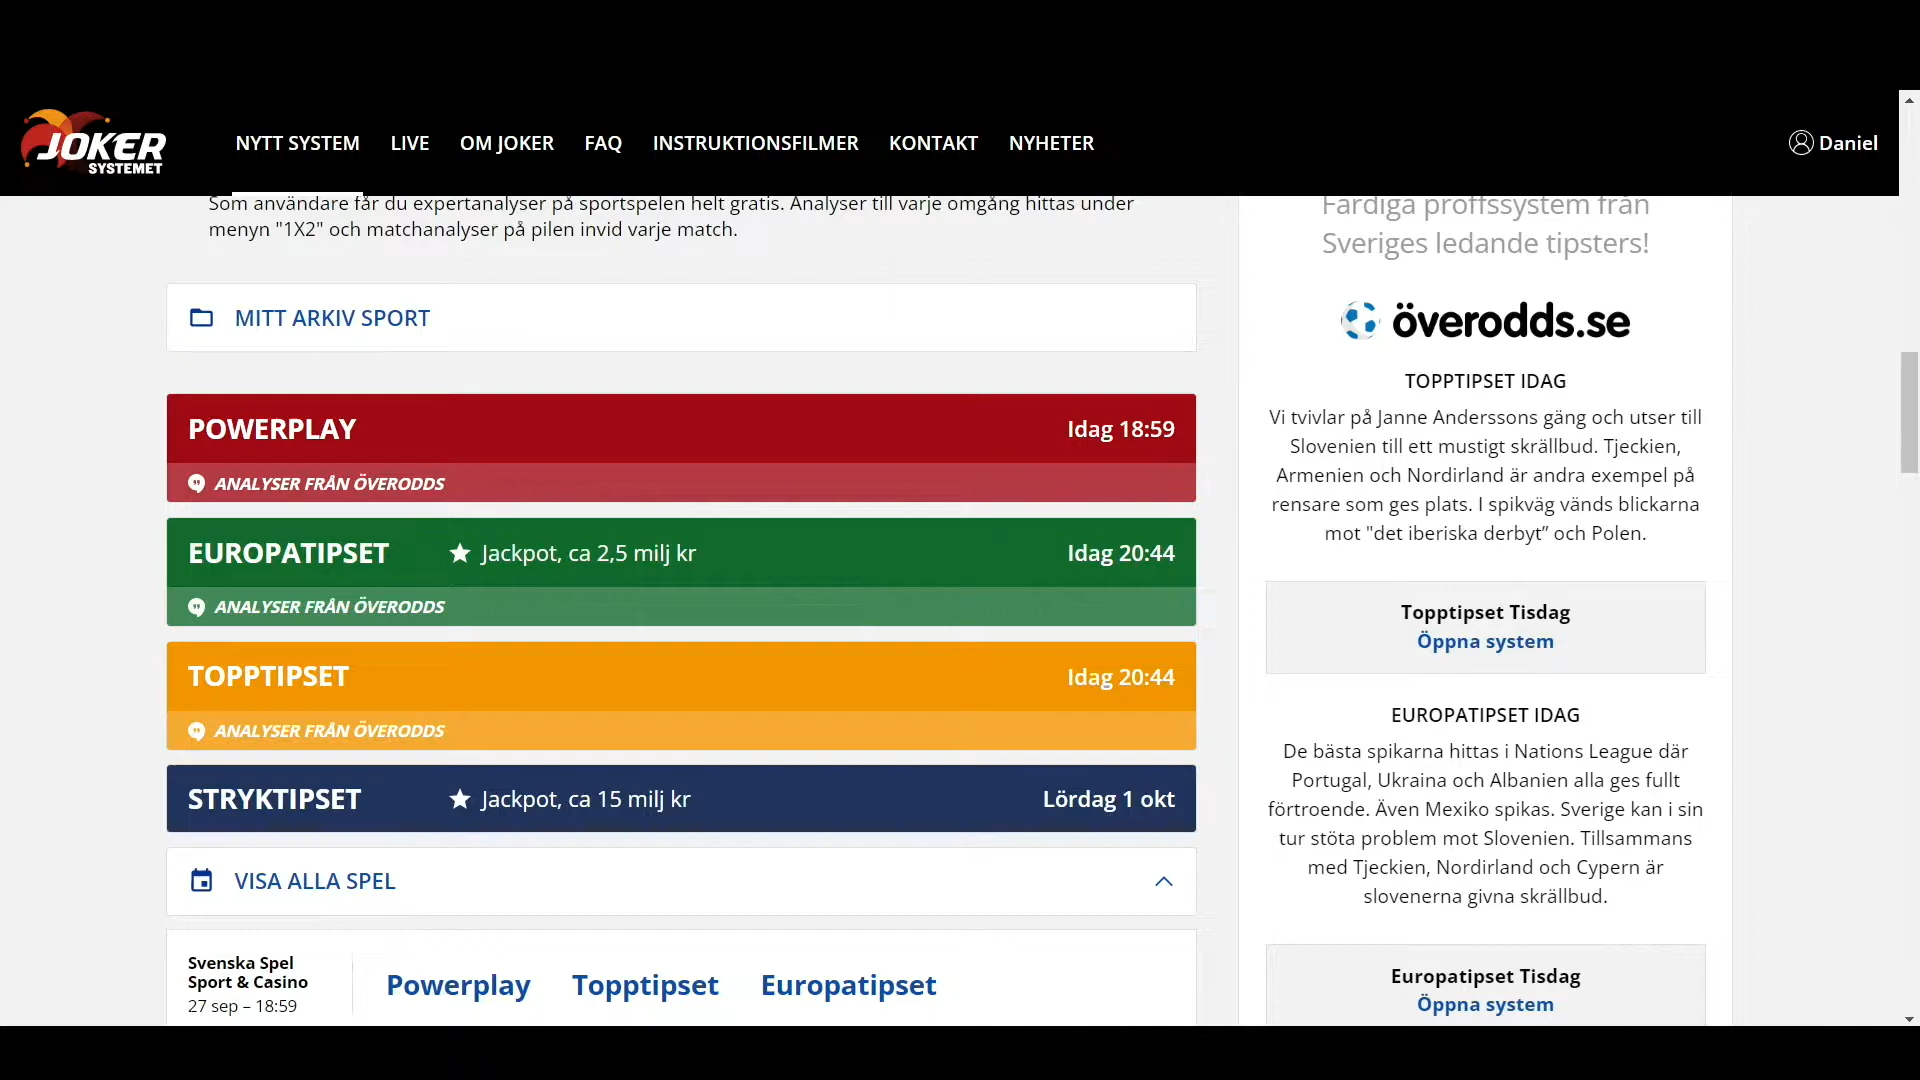 JOKER
SYSTEMET
NYTT SYSTEM
LIVE
OM JOKER
FAQ
INSTRUKTIONSFILMER
KONTAKT
NYHETER
Daniel
Som användare får du expertanalyser på sportspelen helt gratis. Analyser till varje omgång hittas under
menyn "1X2" och matchanalyser på pilen invid varje match.
MITT ARKIV SPORT
POWERPLAY
Idag 18:59
ANALYSER FRÅN ÖVERODDS
EUROPATIPSET
Jackpot, ca 2,5 milj kr
Idag 20:44
ANALYSER FRÅN ÖVERODDS
TOPPTIPSET
Idag 20:44
ANALYSER FRÅN ÖVERODDS
STRYKTIPSET
Jackpot, ca 15 milj kr
Lördag 1 okt
VISA ALLA SPEL
Svenska Spel
Sport & Casino
27 sep – 18:59
Powerplay
Topptipset
Europatipset
Färdiga proffssystem från
Sveriges ledande tipsters!
överodds.se
TOPPTIPSET IDAG
Vi tvivlar på Janne Anderssons gäng och utser till
Slovenien till ett mustigt skrällbud. Tjeckien,
Armenien och Nordirland är andra exempel på
rensare som ges plats. I spikväg vänds blickarna
mot "det iberiska derbyt” och Polen.
Topptipset Tisdag
Öppna system
EUROPATIPSET IDAG
De bästa spikarna hittas i Nations League där
Portugal, Ukraina och Albanien alla ges fullt
förtroende. Även Mexiko spikas. Sverige kan i sin
tur stöta problem mot Slovenien. Tillsammans
med Tjeckien, Nordirland och Cypern är
slovenerna givna skrällbud.
Europatipset Tisdag
Öppna system